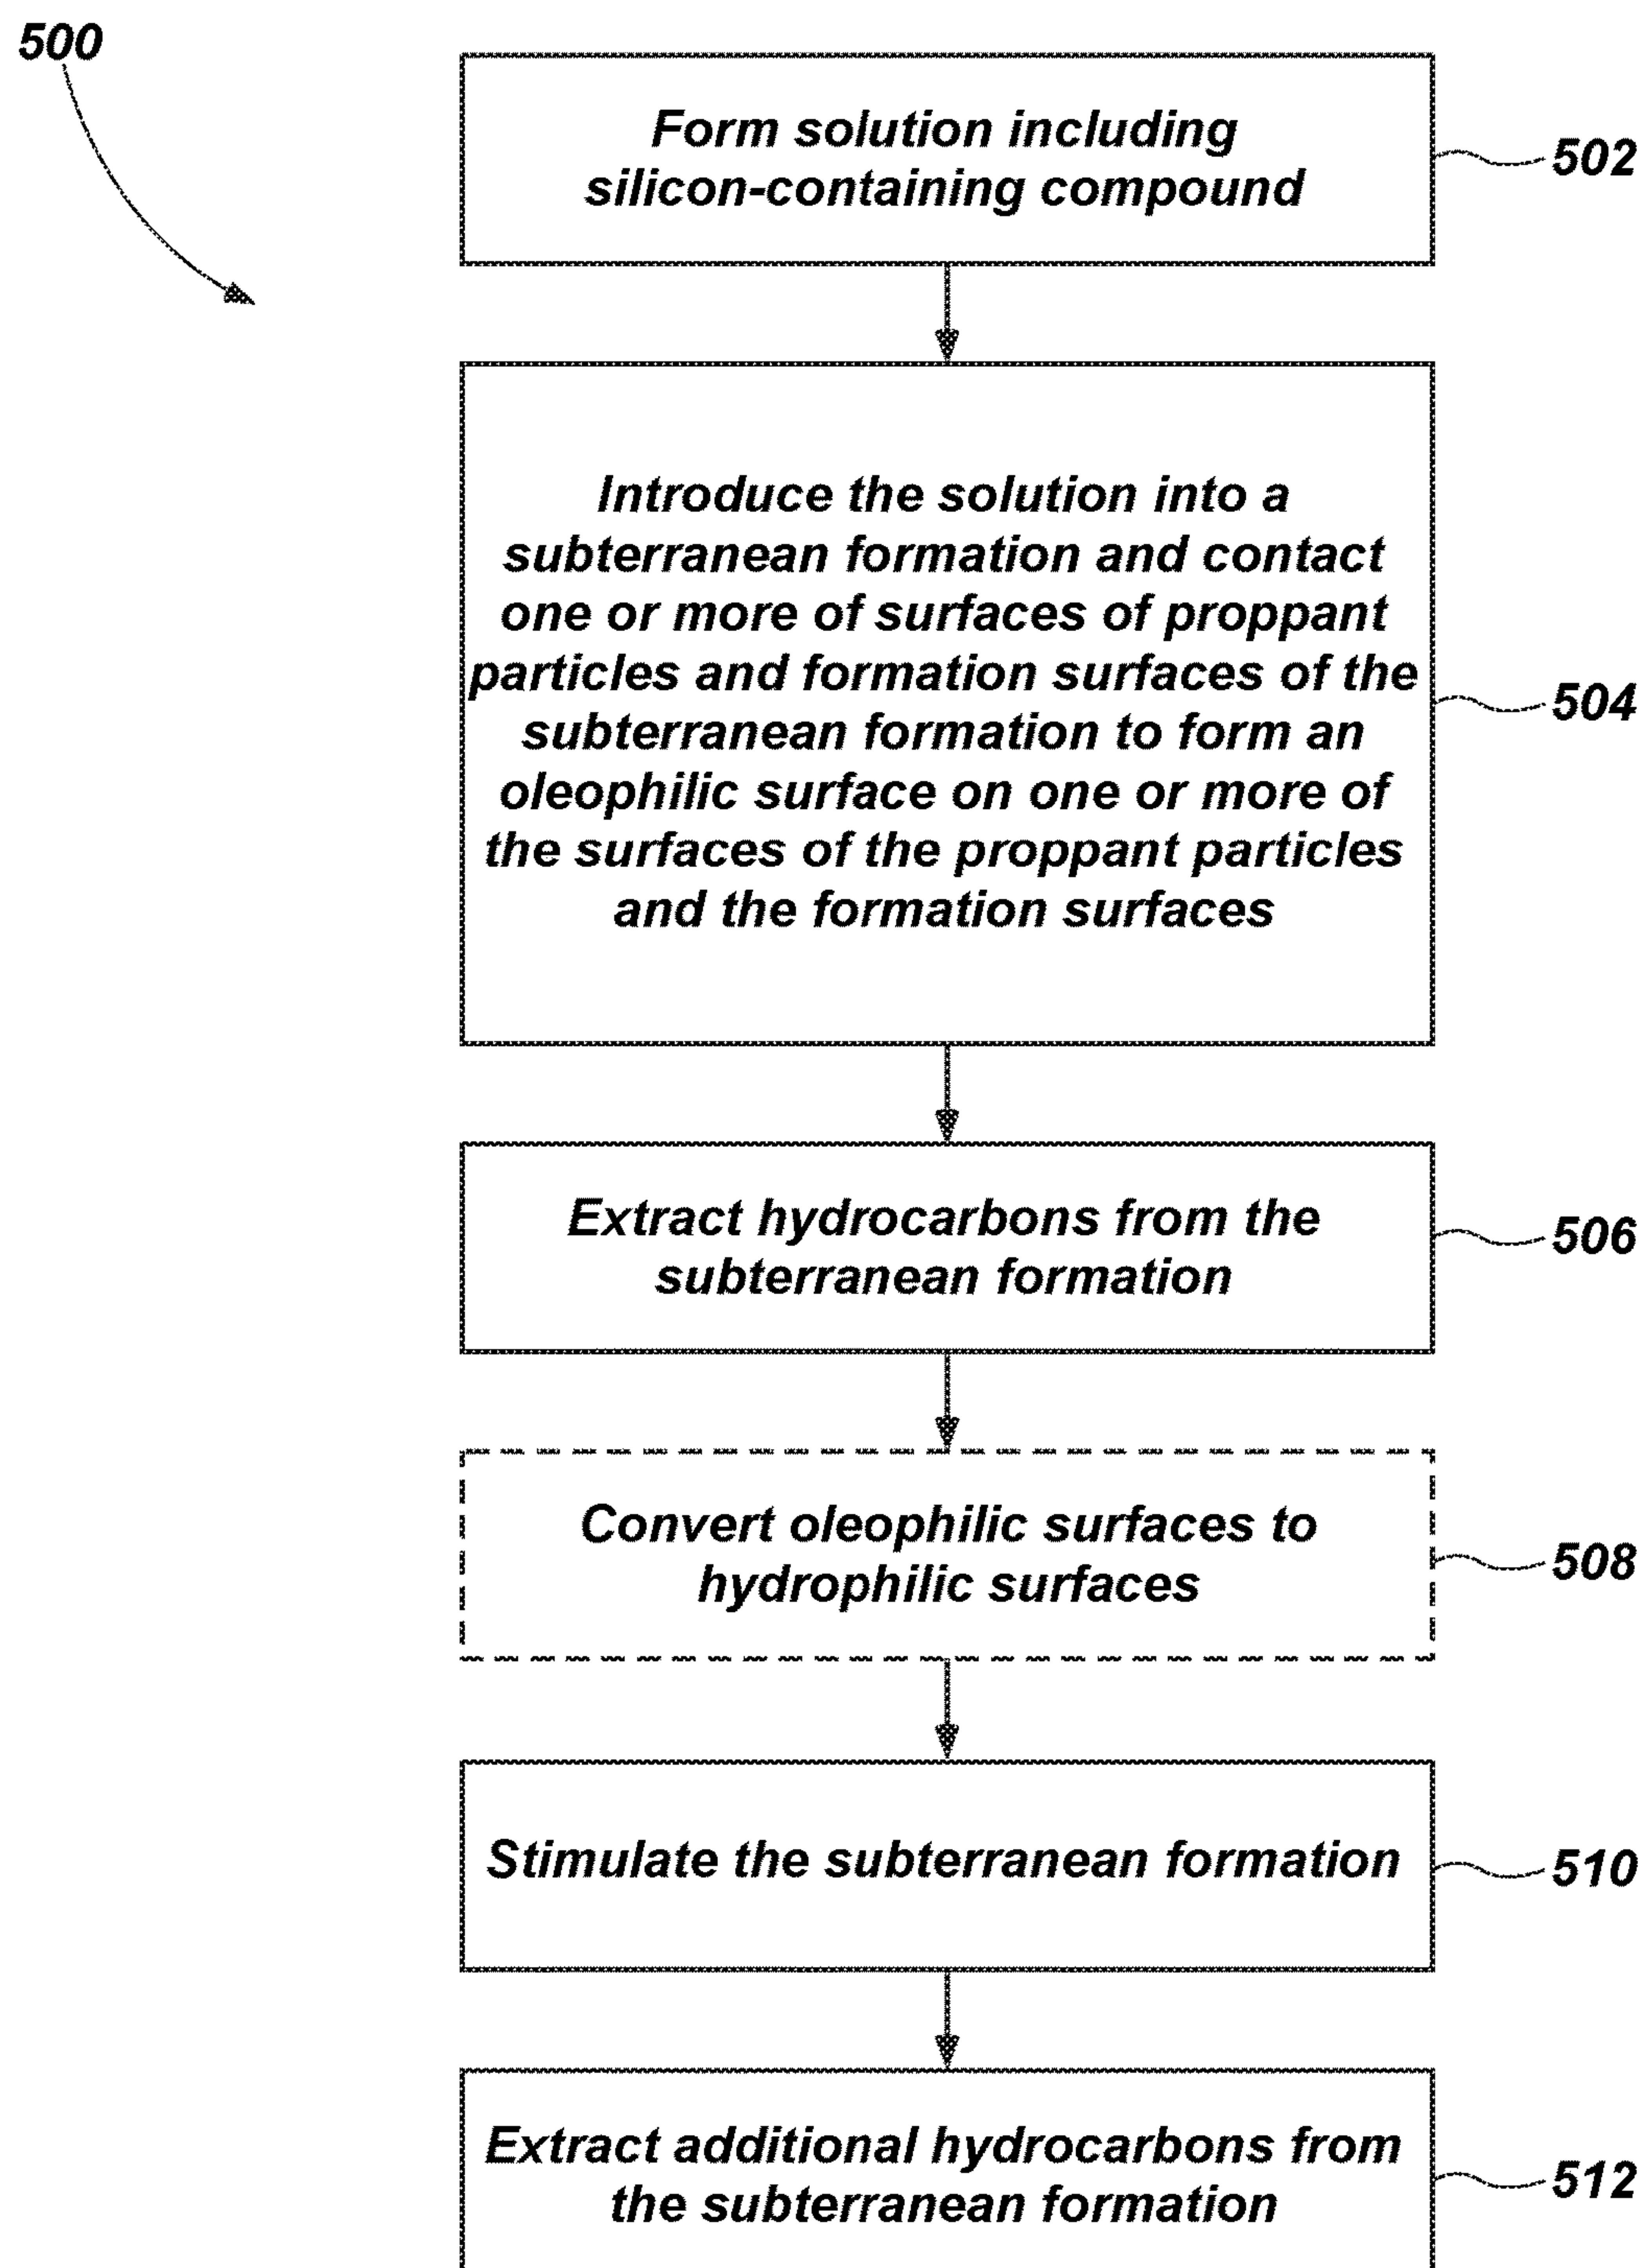 500
Form solution including
silicon-containing compound
502
Introduce the solution into a
subterranean formation and contact
one or more of surfaces of proppant
particles and formation surfaces of the
subterranean formation to form an
oleophilic surface on one or more of
the surfaces of the proppant particles
and the formation surfaces
504
Extract hydrocarbons from the
subterranean formation
506
Convert oleophilic surfaces to
hydrophilic surfaces
508
Stimulate the subterranean formation
510
Extract additional hydrocarbons from
the subterranean formation
512